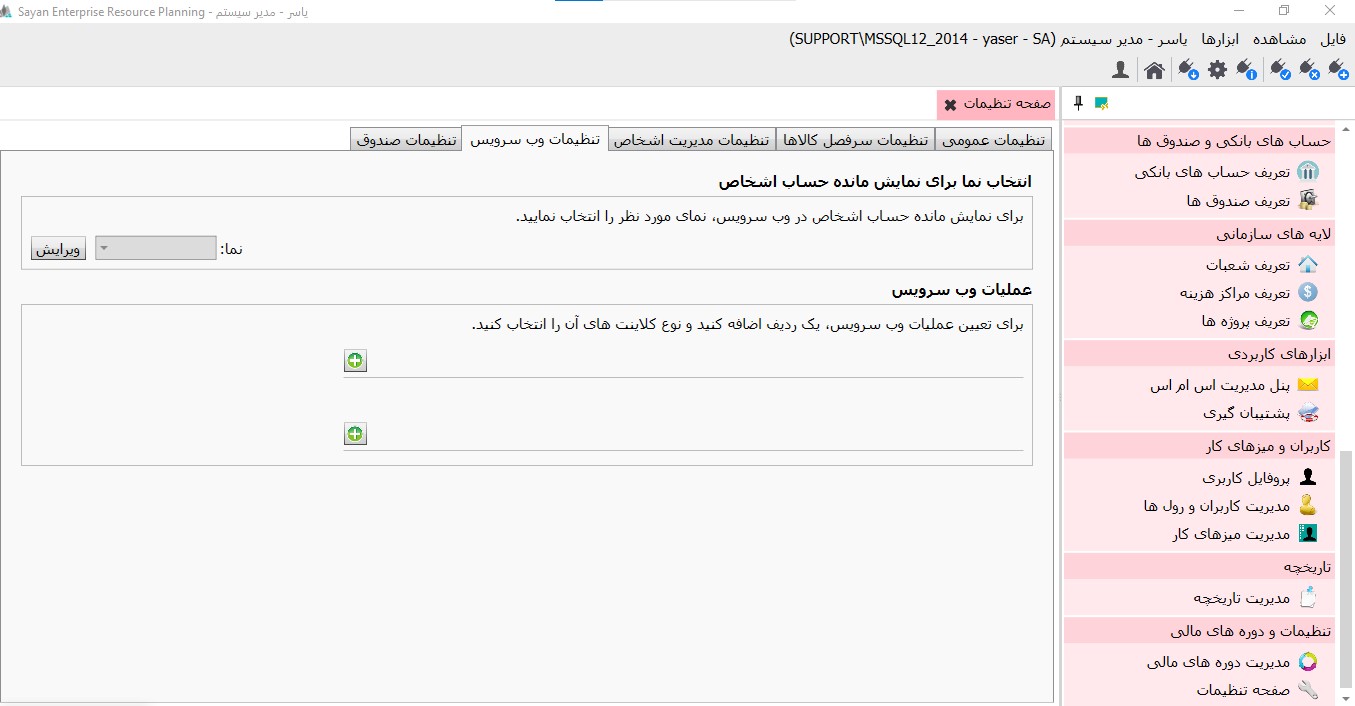 Sayan Enterprise Resource Planning - یاسر - مدیر سیستم
فایل مشاهده ابزارها یاسر - مدیر سیستم (SUPPORT\MSSQL12_2014 - yaser - SA)
صفحه تنظیمات
تنظیمات عمومی تنظیمات سرفصل کالاها تنظیمات مدیریت اشخاص تنظیمات وب سرویس تنظیمات صندوق
انتخاب نما برای نمایش مانده حساب اشخاص
برای نمایش مانده حساب اشخاص در وب سرویس، نمای مورد نظر را انتخاب نمایید.
نما: ویرایش
عملیات وب سرویس
برای تعیین عملیات وب سرویس، یک ردیف اضافه کنید و نوع کلاینت های آن را انتخاب کنید.
حساب های بانکی و صندوق ها
تعریف حساب های بانکی
تعریف صندوق ها
لایه های سازمانی
تعریف شعبات
تعریف مراکز هزینه
تعریف پروژه ها
ابزارهای کاربردی
پنل مدیریت اس ام اس
پشتیبان گیری
کاربران و میزهای کار
پروفایل کاربری
مدیریت کاربران و رول ها
مدیریت میزهای کار
تاریخچه
مدیریت تاریخچه
تنظیمات و دوره های مالی
مدیریت دوره های مالی
صفحه تنظیمات